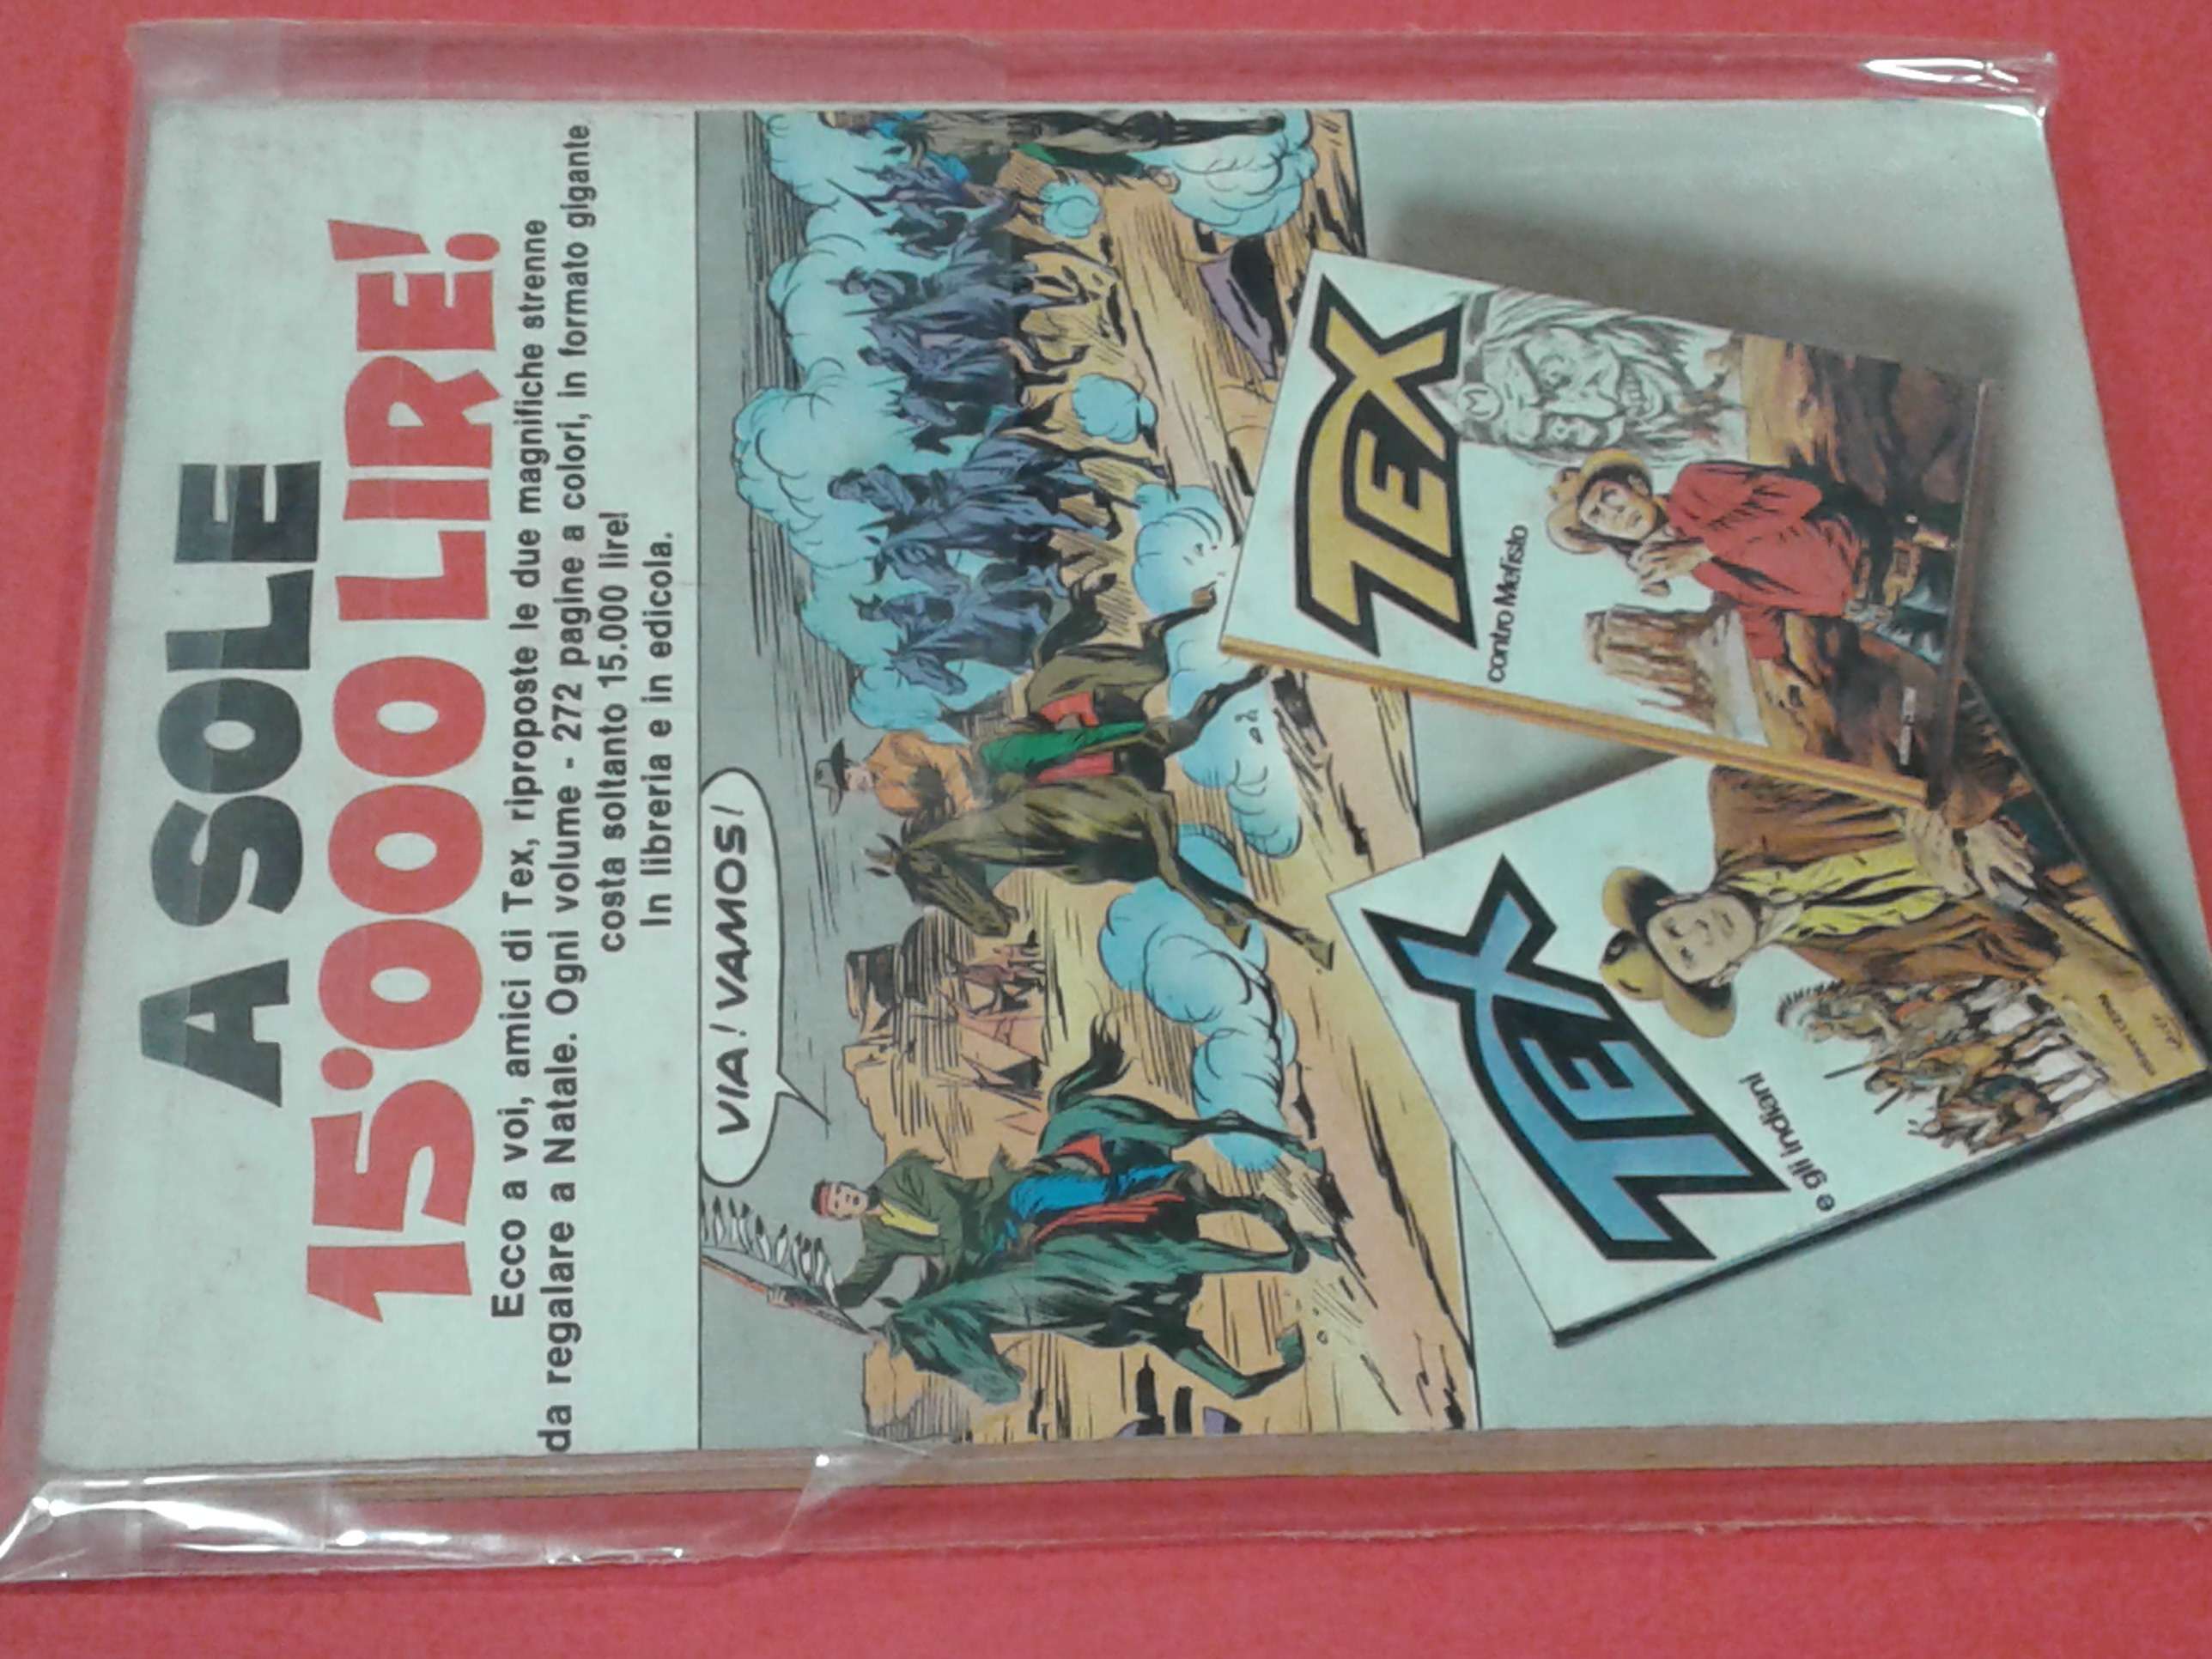 A SOLE
15'000 LIRE!
Ecco a voi, amici di Tex, riproposte le due magnifiche strenne
da regalare a Natale. Ogni volume - 272 pagine a colori, in formato gigante
costa soltanto 15.000 lire!
In libreria e in edicola.
VIA! VAMOS!
TEX
contro Mefisto
TEX
e gli indiani